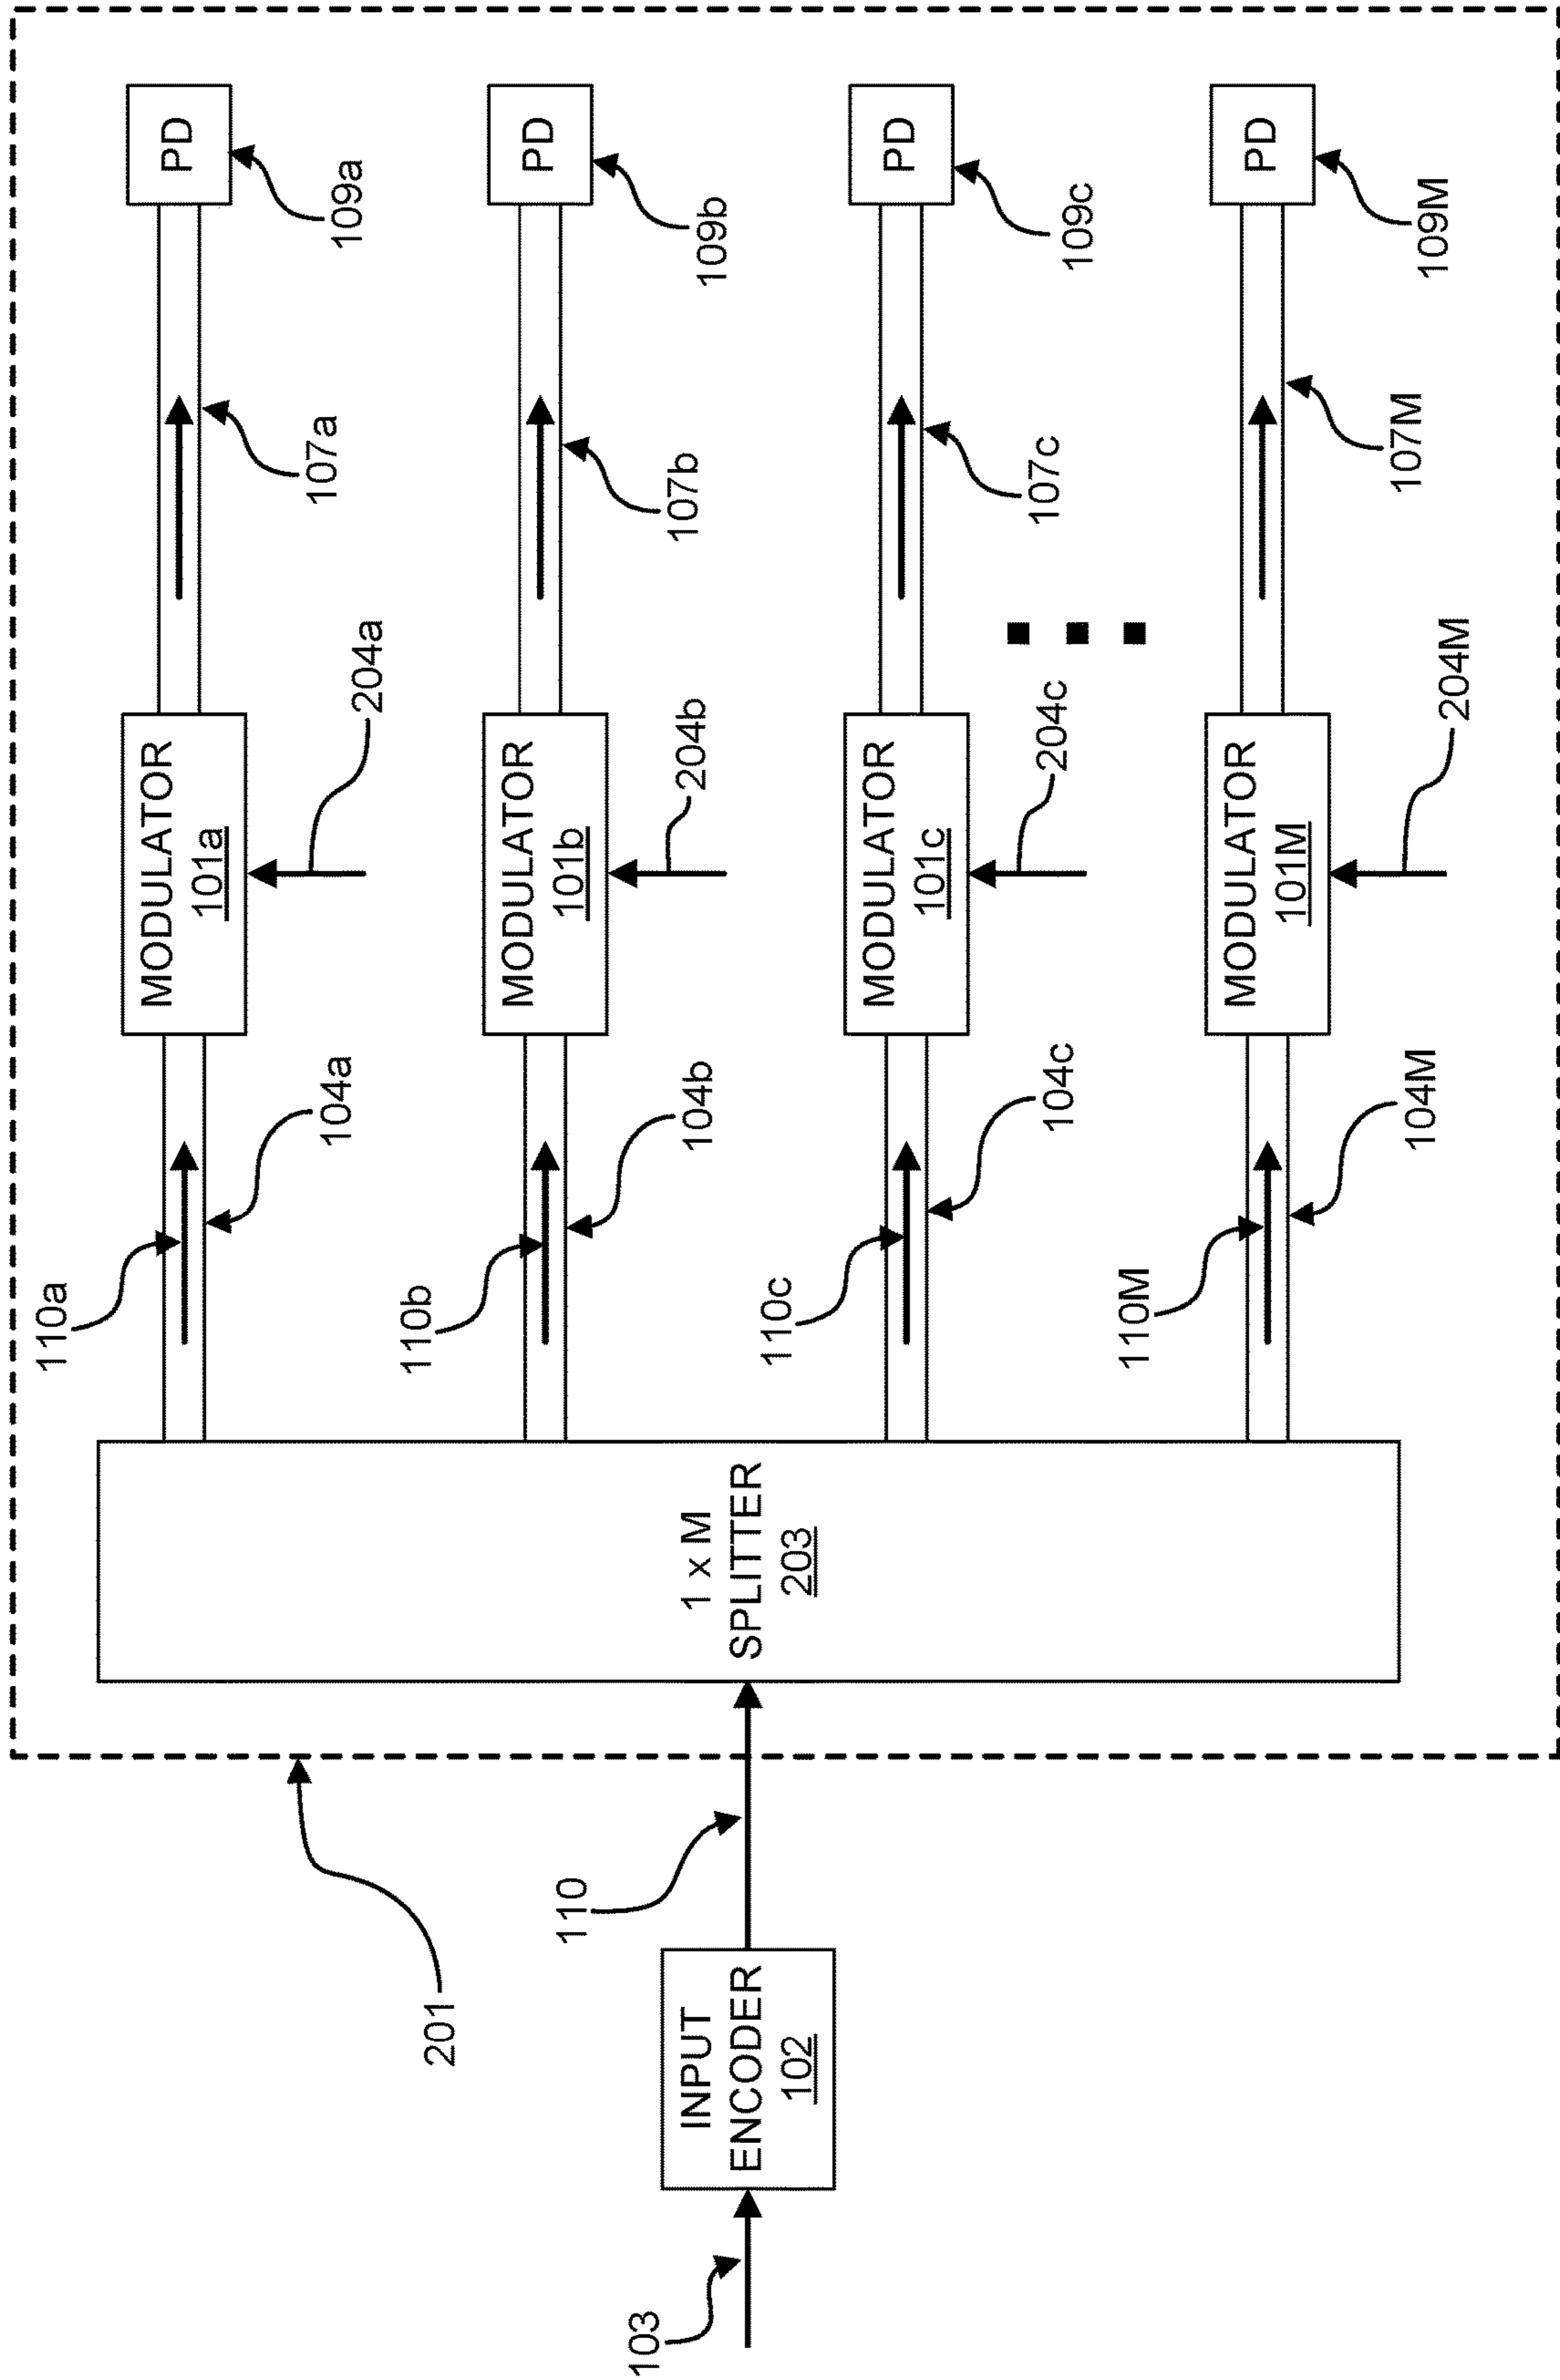 201
103
INPUT
ENCODER
102
110
1 x M
SPLITTER
203
110a
104a
MODULATOR
101a
204a
107a
PD
109a
110b
104b
MODULATOR
101b
204b
107b
PD
109b
110c
104c
MODULATOR
101c
204c
107c
PD
109c
110M
104M
MODULATOR
101M
204M
107M
PD
109M